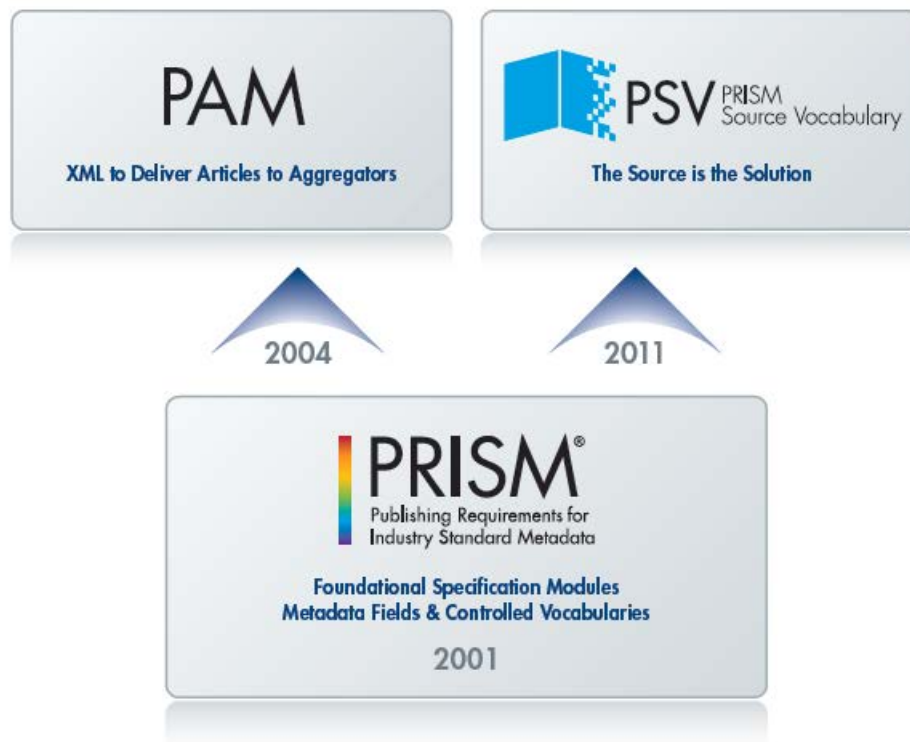 PAM
XML to Deliver Articles to Aggregators
PSV PRISM
Source Vocabulary
The Source is the Solution
2004
2011
PRISM®
Publishing Requirements for
Industry Standard Metadata
Foundational Specification Modules
Metadata Fields & Controlled Vocabularies
2001